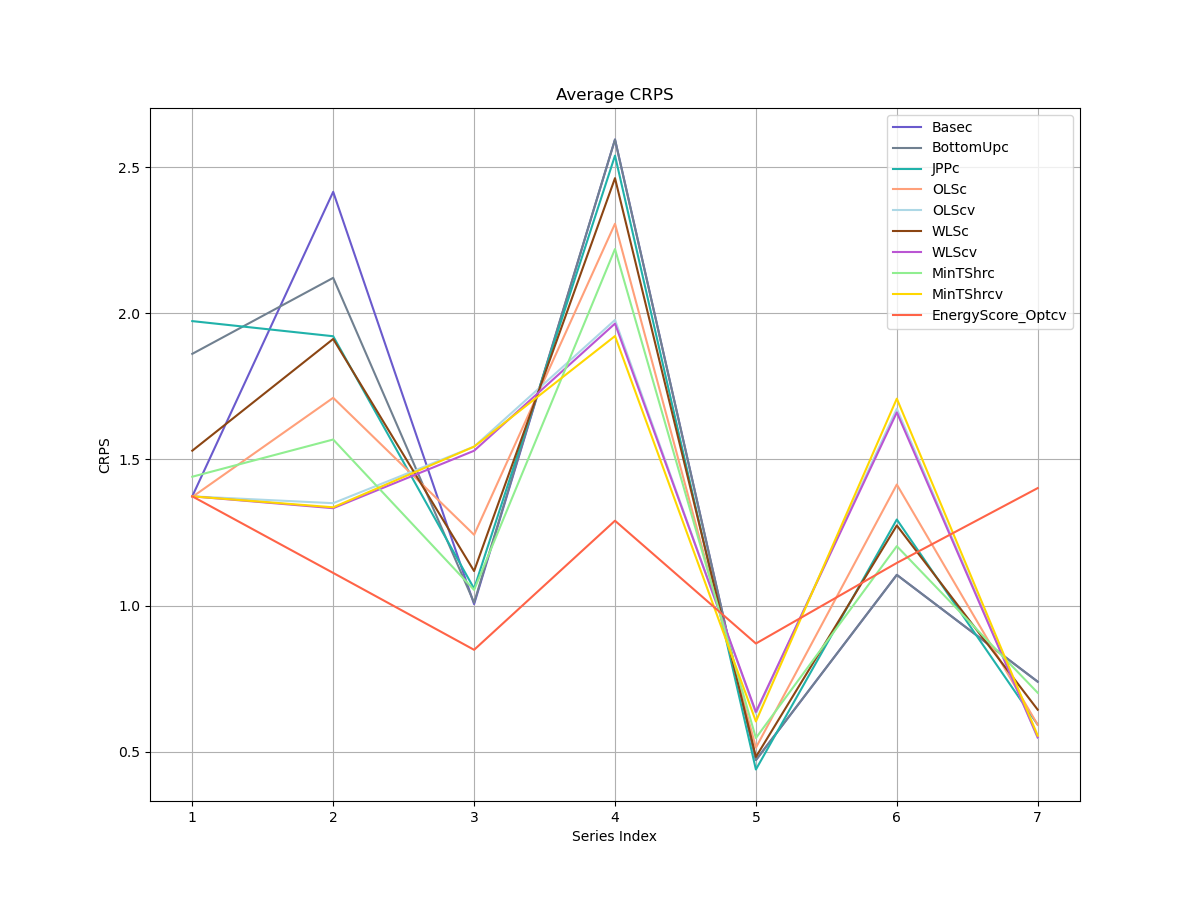 Average CRPS
CRPS
2.5
2.0
1.5
1.0
0.5
1 2 3 4 5 6 7
Series Index
Basec
BottomUpc
JPPc
OLSc
OLScv
WLSc
WLScv
MinTShrc
MinTShrcv
EnergyScore_Optcv